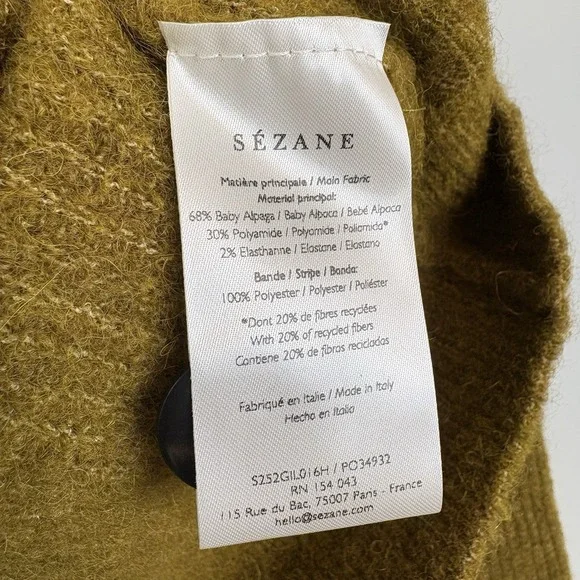 SÉZANE
Matière principale / Main Fabric
Material principal:
68% Baby Alpaga / Baby Alpaca / Bebé Alpaca
30% Polyamide / Polyamide / Poliamida*
2% Elasthanne / Elastane / Elastano
Bande / Stripe / Banda:
100% Polyester / Polyester / Poliéster
*Dont 20% de fibres recyclées
With 20% of recycled fibers
Contiene 20% de fibras recicladas
Fabriqué en Italie / Made in Italy
Hecho en Italia
S252GIL016H / PO34932
RN 154 043
115 Rue du Bac, 75007 Paris - France
hello@sezane.com